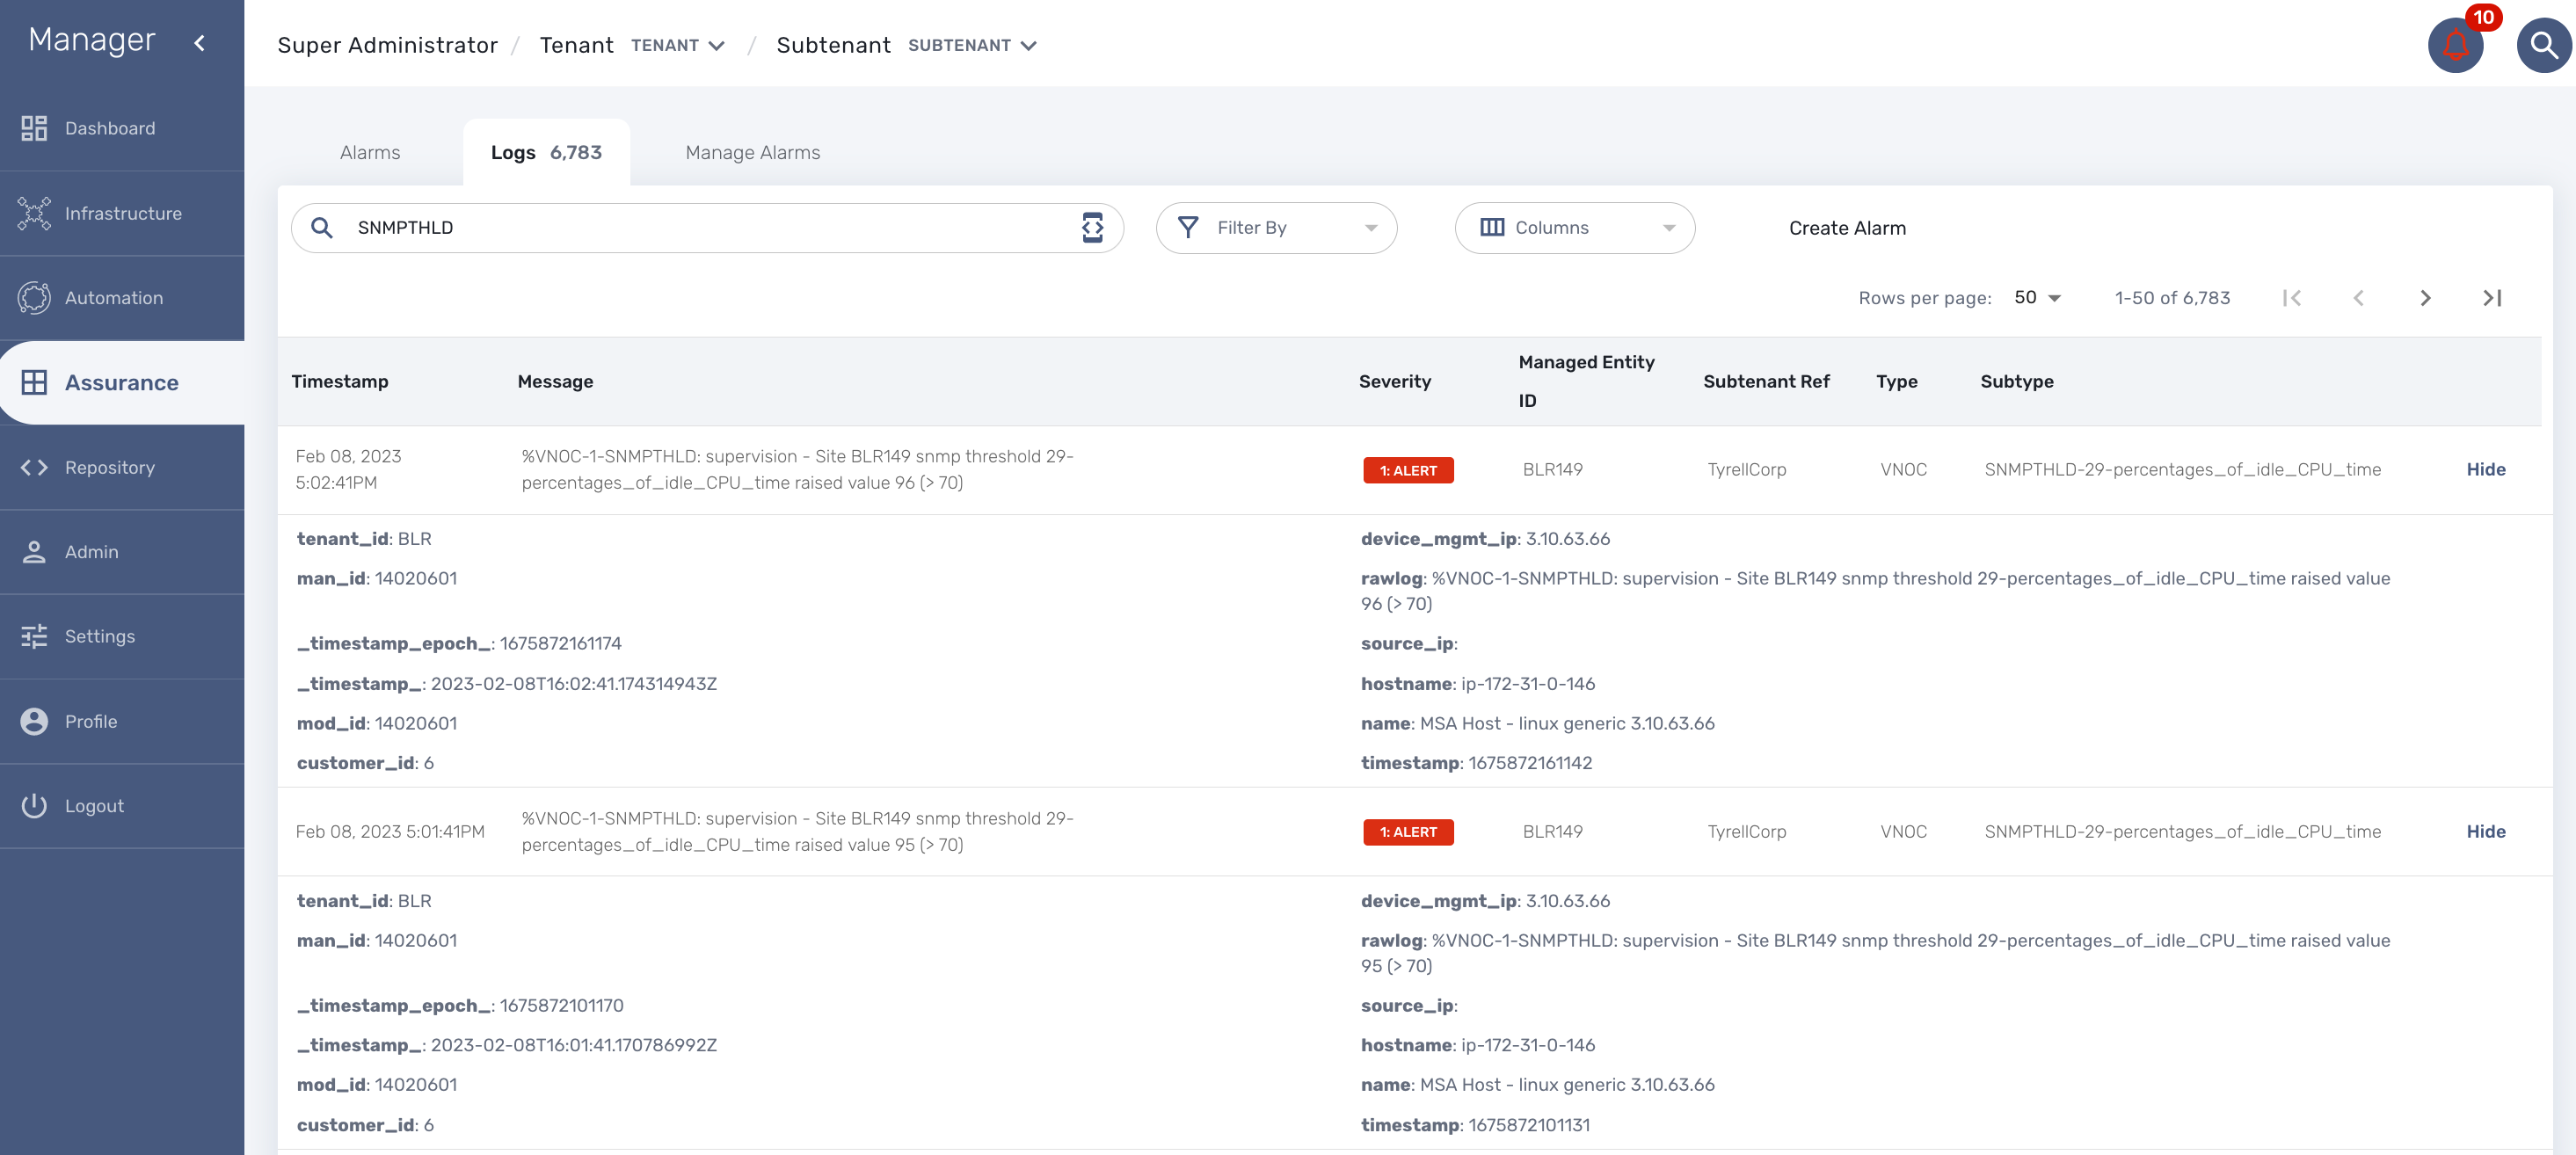 Manager
Dashboard
Infrastructure
Automation
Assurance
Repository
Admin
Settings
Profile
Logout
Super Administrator / Tenant TENANT / Subtenant SUBTENANT
10
Alarms Logs 6,783 Manage Alarms
SNMPTHLD Filter By Columns Create Alarm
Rows per page: 50 1-50 of 6,783
Timestamp Message Severity Managed Entity ID Subtenant Ref Type Subtype
Feb 08, 2023
5:02:41PM
%VNOC-1-SNMPTHLD: supervision - Site BLR149 snmp threshold 29-
percentages_of_idle_CPU_time raised value 96 (> 70)
1: ALERT BLR149 TyrellCorp VNOC SNMPTHLD-29-percentages_of_idle_CPU_time Hide
tenant_id: BLR
device_mgmt_ip: 3.10.63.66
man_id: 14020601
rawlog: %VNOC-1-SNMPTHLD: supervision - Site BLR149 snmp threshold 29-percentages_of_idle_CPU_time raised value
96 (> 70)
_timestamp_epoch_: 1675872161174
source_ip:
_timestamp_: 2023-02-08T16:02:41.174314943Z
hostname: ip-172-31-0-146
mod_id: 14020601
name: MSA Host - linux generic 3.10.63.66
customer_id: 6
timestamp: 1675872161142
Feb 08, 2023 5:01:41PM
%VNOC-1-SNMPTHLD: supervision - Site BLR149 snmp threshold 29-
percentages_of_idle_CPU_time raised value 95 (> 70)
1: ALERT BLR149 TyrellCorp VNOC SNMPTHLD-29-percentages_of_idle_CPU_time Hide
tenant_id: BLR
device_mgmt_ip: 3.10.63.66
man_id: 14020601
rawlog: %VNOC-1-SNMPTHLD: supervision - Site BLR149 snmp threshold 29-percentages_of_idle_CPU_time raised value
95 (> 70)
_timestamp_epoch_: 1675872101170
source_ip:
_timestamp_: 2023-02-08T16:01:41.170786992Z
hostname: ip-172-31-0-146
mod_id: 14020601
name: MSA Host - linux generic 3.10.63.66
customer_id: 6
timestamp: 1675872101131